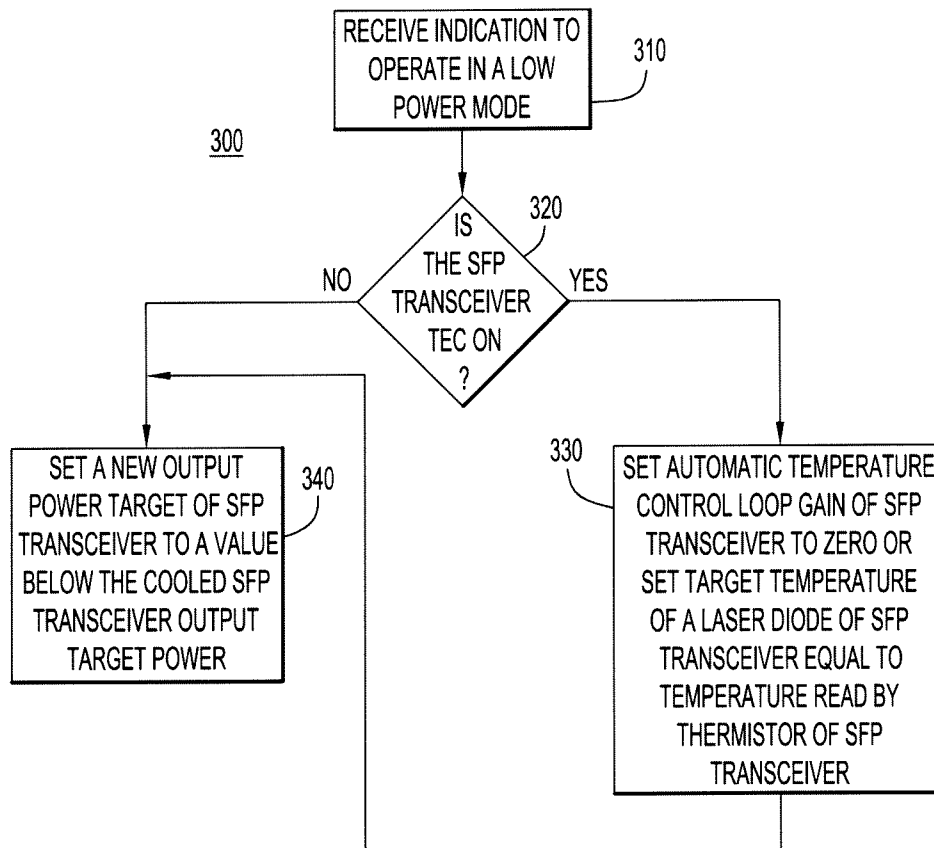 RECEIVE INDICATION TO
OPERATE IN A LOW
POWER MODE
310
300
320
IS
THE SFP
TRANSCEIVER
TEC ON
?
NO
YES
SET A NEW OUTPUT
POWER TARGET OF SFP
TRANSCEIVER TO A VALUE
BELOW THE COOLED SFP
TRANSCEIVER OUTPUT
TARGET POWER
340
330
SET AUTOMATIC TEMPERATURE
CONTROL LOOP GAIN OF SFP
TRANSCEIVER TO ZERO OR
SET TARGET TEMPERATURE
OF A LASER DIODE OF SFP
TRANSCEIVER EQUAL TO
TEMPERATURE READ BY
THERMISTOR OF SFP
TRANSCEIVER